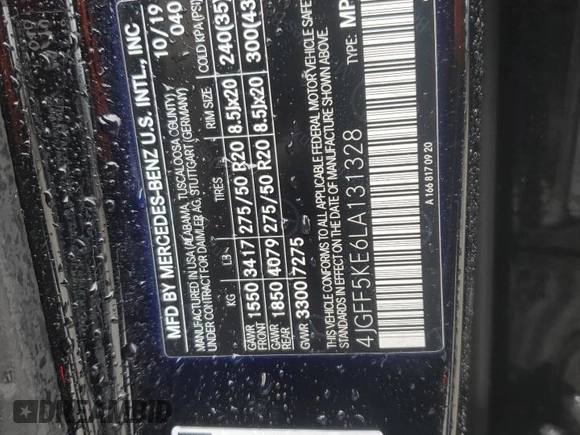 MFD BY MERCEDES-BENZ U.S. INTL., INC
MANUFACTURED IN USA (ALABAMA, TUSCALOOSA COUNTY)
UNDER CONTRACT FOR DAIMLER AG, STUTTGART (GERMANY)
10/19
040
KG LB TIRES RIM SIZE COLD KPA (PSI)
GAWR FRONT 1550 3417 275/50 R20 8.5Jx20 240(35)
GAWR REAR 1850 4079 275/50 R20 8.5Jx20 300(43
GVWR 3300 7275
THIS VEHICLE CONFORMS TO ALL APPLICABLE FEDERAL MOTOR VEHICLE SAFE
IN EFFECT ON THE DATE OF MANUFACTURE SHOWN ABOVE.
4JGFF5KE6LA131328
MP
A 166 817 09 20
DREAMBID